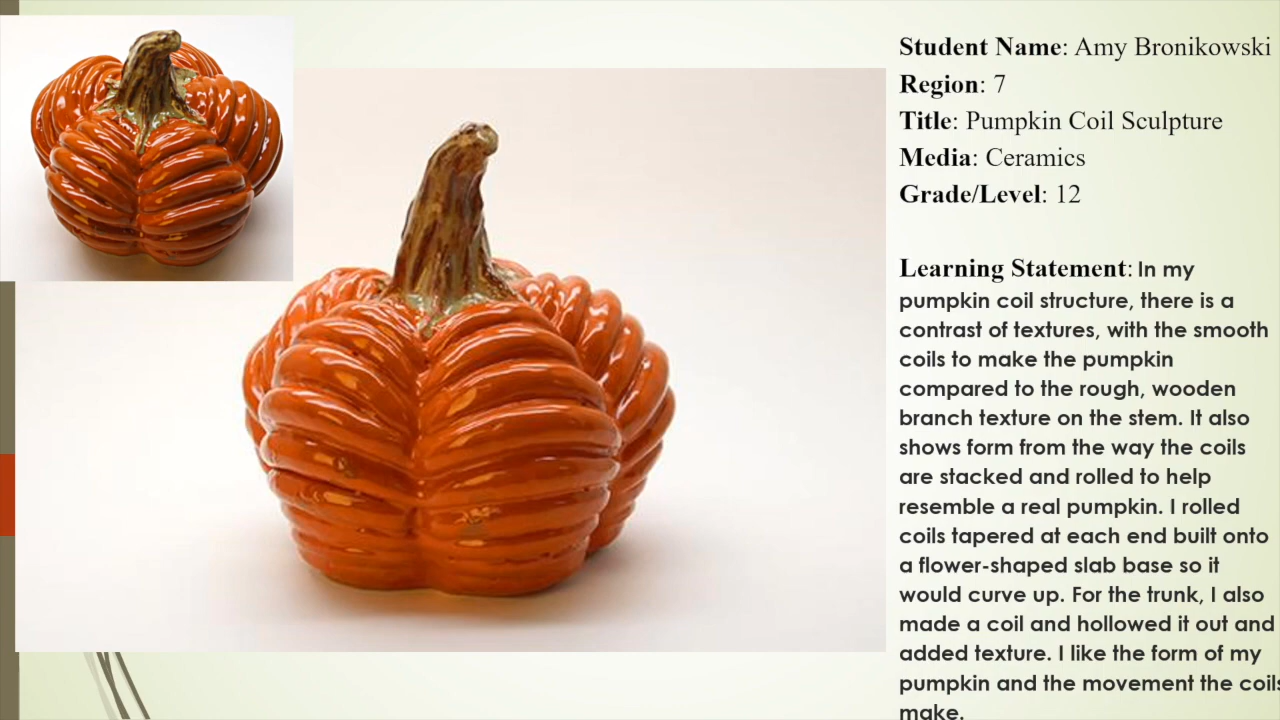 Student Name: Amy Bronikowski
Region: 7
Title: Pumpkin Coil Sculpture
Media: Ceramics
Grade/Level: 12
Learning Statement: In my
pumpkin coil structure, there is a
contrast of textures, with the smooth
coils to make the pumpkin
compared to the rough, wooden
branch texture on the stem. It also
shows form from the way the coils
are stacked and rolled to help
resemble a real pumpkin. I rolled
coils tapered at each end built onto
a flower-shaped slab base so it
would curve up. For the trunk, I also
made a coil and hollowed it out and
added texture. I like the form of my
pumpkin and the movement the coils
make.